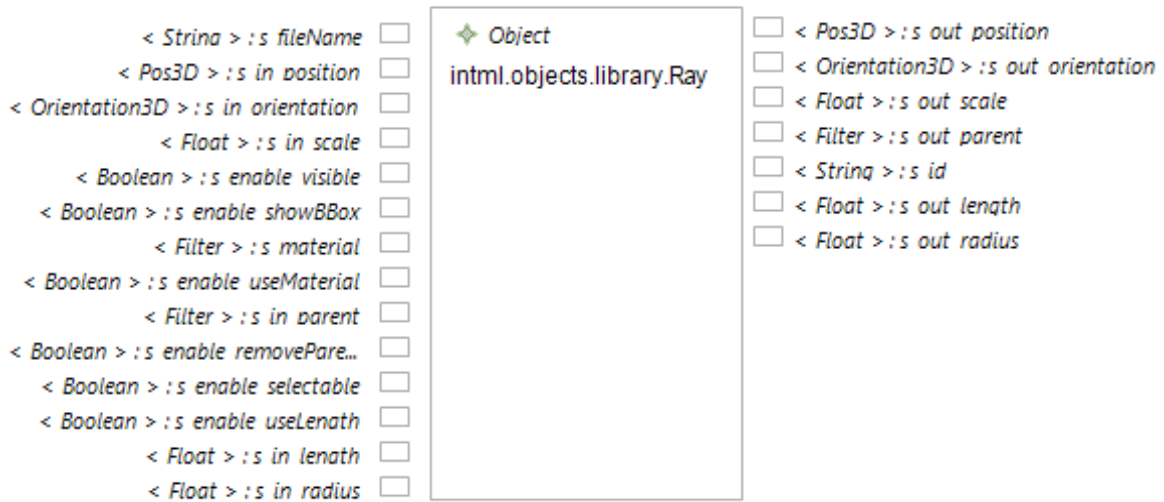 < String > : s fileName
< Pos3D > : s in position
< Orientation3D > : s in orientation
< Float > : s in scale
< Boolean > : s enable visible
< Boolean > : s enable showBBox
< Filter > : s material
< Boolean > : s enable useMaterial
< Filter > : s in parent
< Boolean > : s enable removePare...
< Boolean > : s enable selectable
< Boolean > : s enable useLength
< Float > : s in length
< Float > : s in radius
Object
intml.objects.library.Ray
< Pos3D > : s out position
< Orientation3D > : s out orientation
< Float > : s out scale
< Filter > : s out parent
< String > : s id
< Float > : s out length
< Float > : s out radius